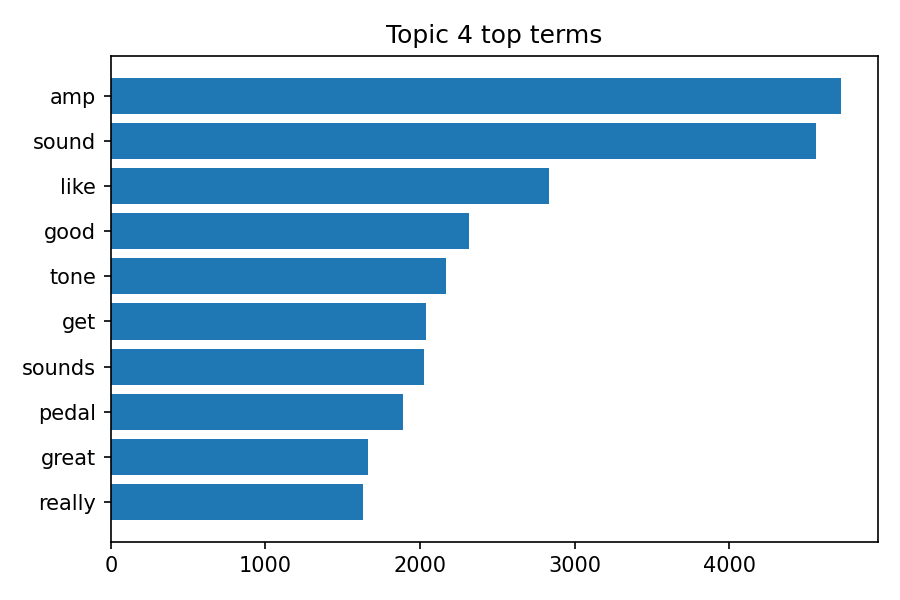 Topic 4 top terms
amp
sound
like
good
tone
get
sounds
pedal
great
really
0 1000 2000 3000 4000